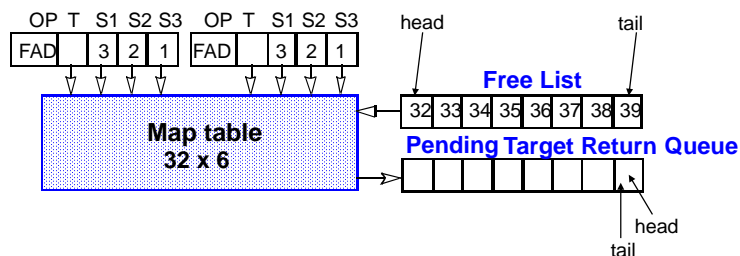 OP T S1 S2 S3 OP T S1 S2 S3
FAD 3 2 1 FAD 3 2 1
head tail
Free List
32 33 34 35 36 37 38 39
Map table
32 x 6
Pending Target Return Queue
head
tail